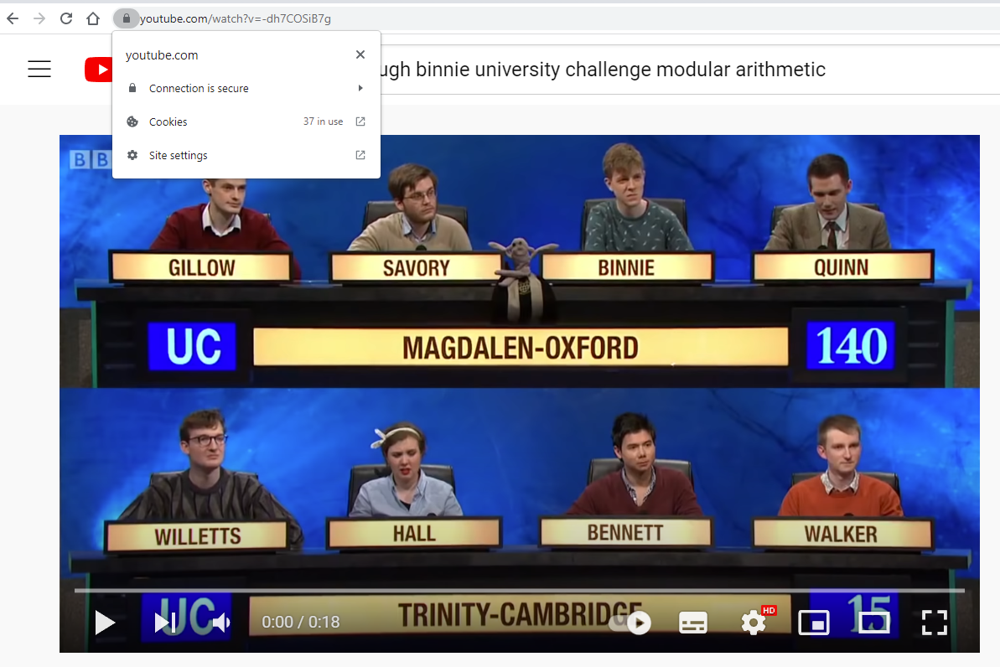 youtube.com/watch?v=-dh7COSiB7g
youtube.com
ugh binnie university challenge modular arithmetic
Connection is secure
Cookies 37 in use
Site settings
BB
GILLOW SAVORY BINNIE QUINN
UC MAGDALEN-OXFORD 140
WILLETTS HALL BENNETT WALKER
UC TRINITY-CAMBRIDGE 15
0:00 / 0:18 HD